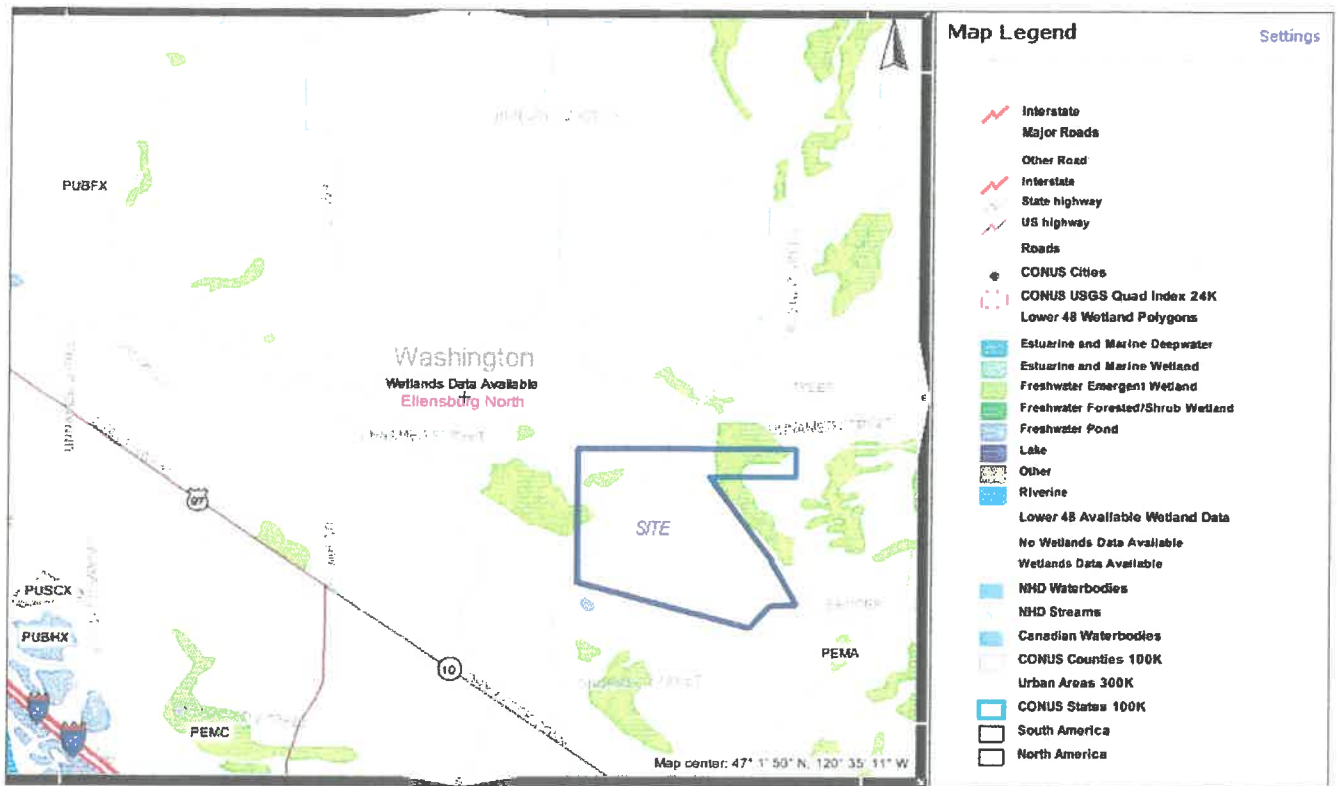 PUBFX
Washington
Wetlands Data Available
Ellensburg North
97
SITE
PUSCX
PUBHX
10
PEMA
PEMC
Map center: 47° 1' 50" N, 120° 35' 11" W
Map Legend
Settings
Interstate
Major Roads
Other Road
Interstate
State highway
US highway
Roads
CONUS Cities
CONUS USGS Quad Index 24K
Lower 48 Wetland Polygons
Estuarine and Marine Deepwater
Estuarine and Marine Wetland
Freshwater Emergent Wetland
Freshwater Forested/Shrub Wetland
Freshwater Pond
Lake
Other
Riverine
Lower 48 Available Wetland Data
No Wetlands Data Available
Wetlands Data Available
NHD Waterbodies
NHD Streams
Canadian Waterbodies
CONUS Counties 100K
Urban Areas 300K
CONUS States 100K
South America
North America